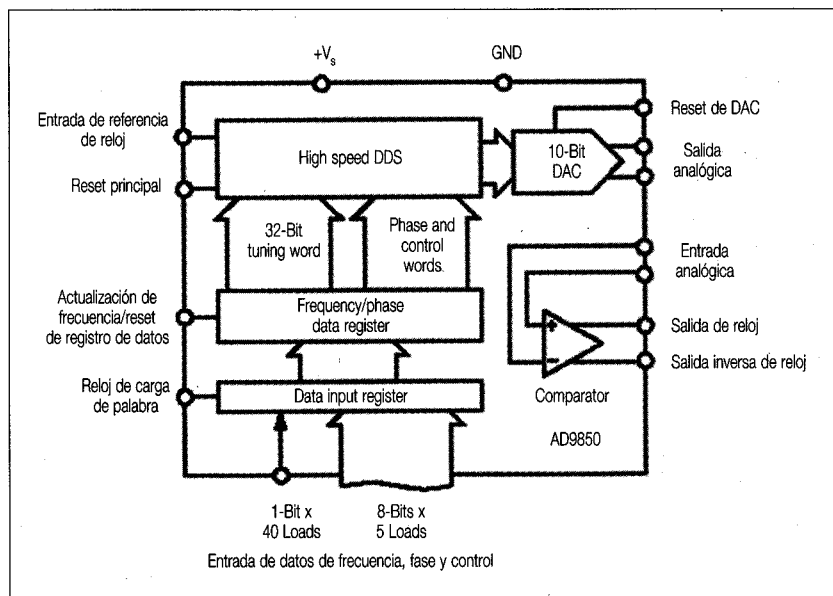 +Vs
GND
Entrada de referencia
de reloj
Reset principal
High speed DDS
10-Bit
DAC
Reset de DAC
Salida
analógica
32-Bit
tuning word
Phase and
control
words.
Entrada
analógica
Actualización de
frecuencia/reset
de registro de datos
Frequency/phase
data register
+
−
Salida de reloj
Salida inversa de reloj
Reloj de carga
de palabra
Data input register
Comparator
AD9850
1-Bit x
40 Loads
8-Bits x
5 Loads
Entrada de datos de frecuencia, fase y control